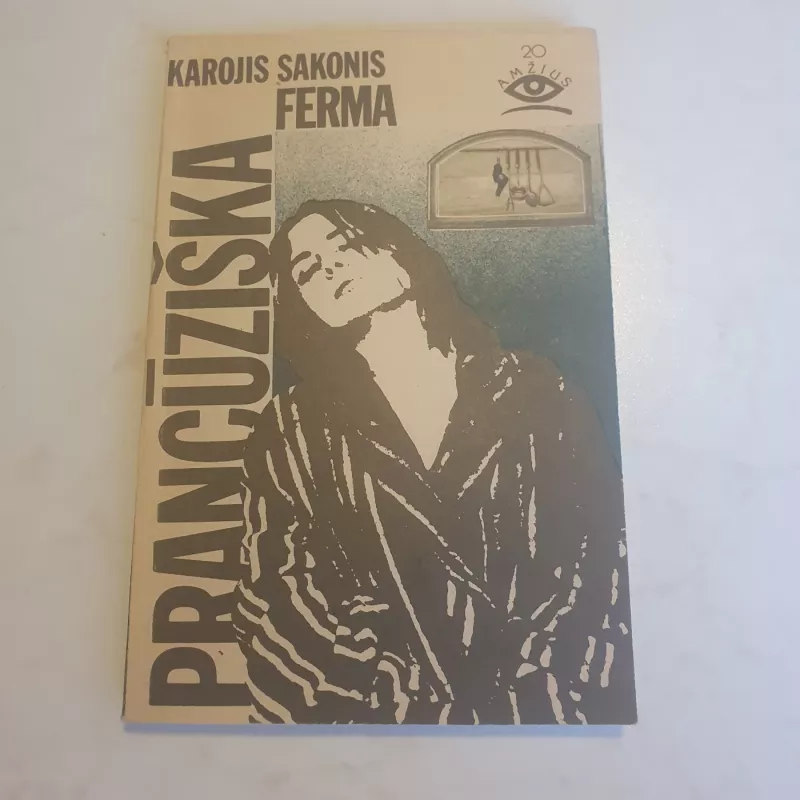 KAROJIS SAKONIS
PRANCŪZIŠKA
FERMA
20
AMŽIUS